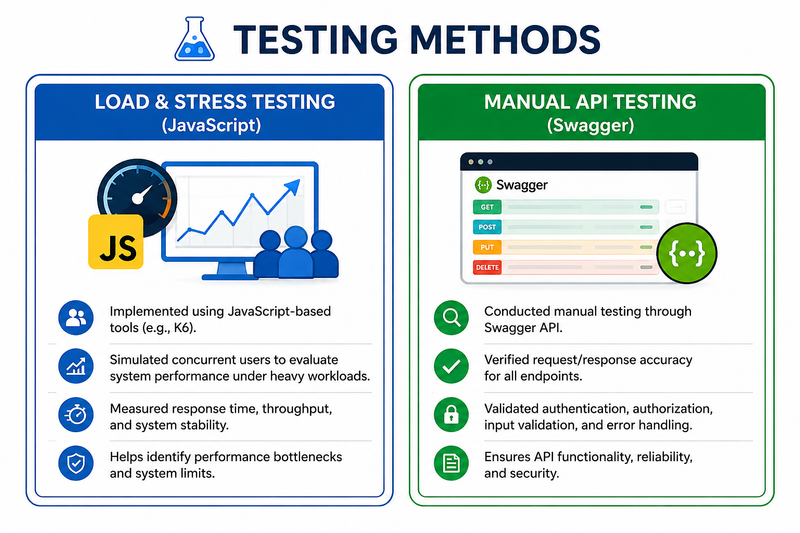 TESTING METHODS
LOAD & STRESS TESTING
(JavaScript)
JS
Implemented using JavaScript-based
tools (e.g., K6).
Simulated concurrent users to evaluate
system performance under heavy workloads.
Measured response time, throughput,
and system stability.
Helps identify performance bottlenecks
and system limits.
MANUAL API TESTING
(Swagger)
{··} Swagger
GET
POST
PUT
DELETE
{··}
Conducted manual testing through
Swagger API.
Verified request/response accuracy
for all endpoints.
Validated authentication, authorization,
input validation, and error handling.
Ensures API functionality, reliability,
and security.